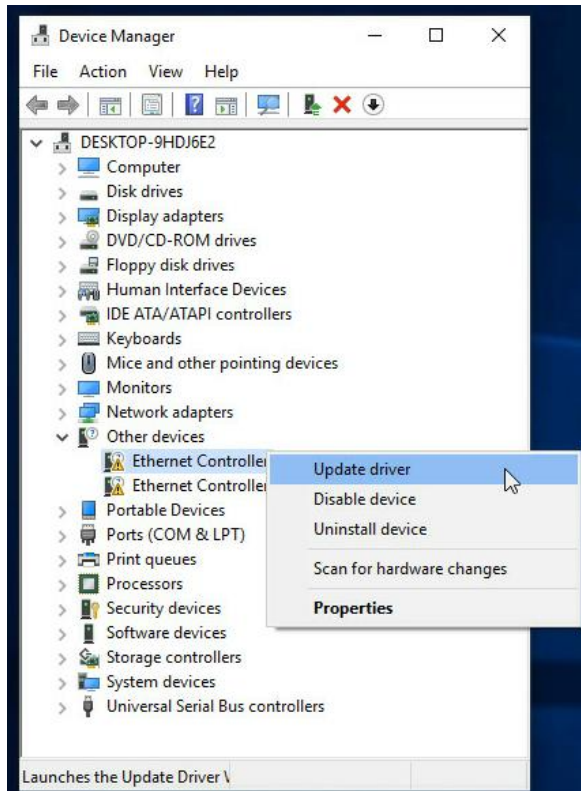 Device Manager
File Action View Help
DESKTOP-9HDJ6E2
Computer
Disk drives
Display adapters
DVD/CD-ROM drives
Floppy disk drives
Human Interface Devices
IDE ATA/ATAPI controllers
Keyboards
Mice and other pointing devices
Monitors
Network adapters
Other devices
Ethernet Controller
Ethernet Controller
Update driver
Disable device
Uninstall device
Scan for hardware changes
Properties
Portable Devices
Ports (COM & LPT)
Print queues
Processors
Security devices
Software devices
Storage controllers
System devices
Universal Serial Bus controllers
Launches the Update Driver